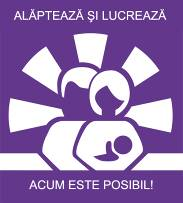 ALĂPTEAZĂ ŞI LUCREAZĂ
ACUM ESTE POSIBIL!